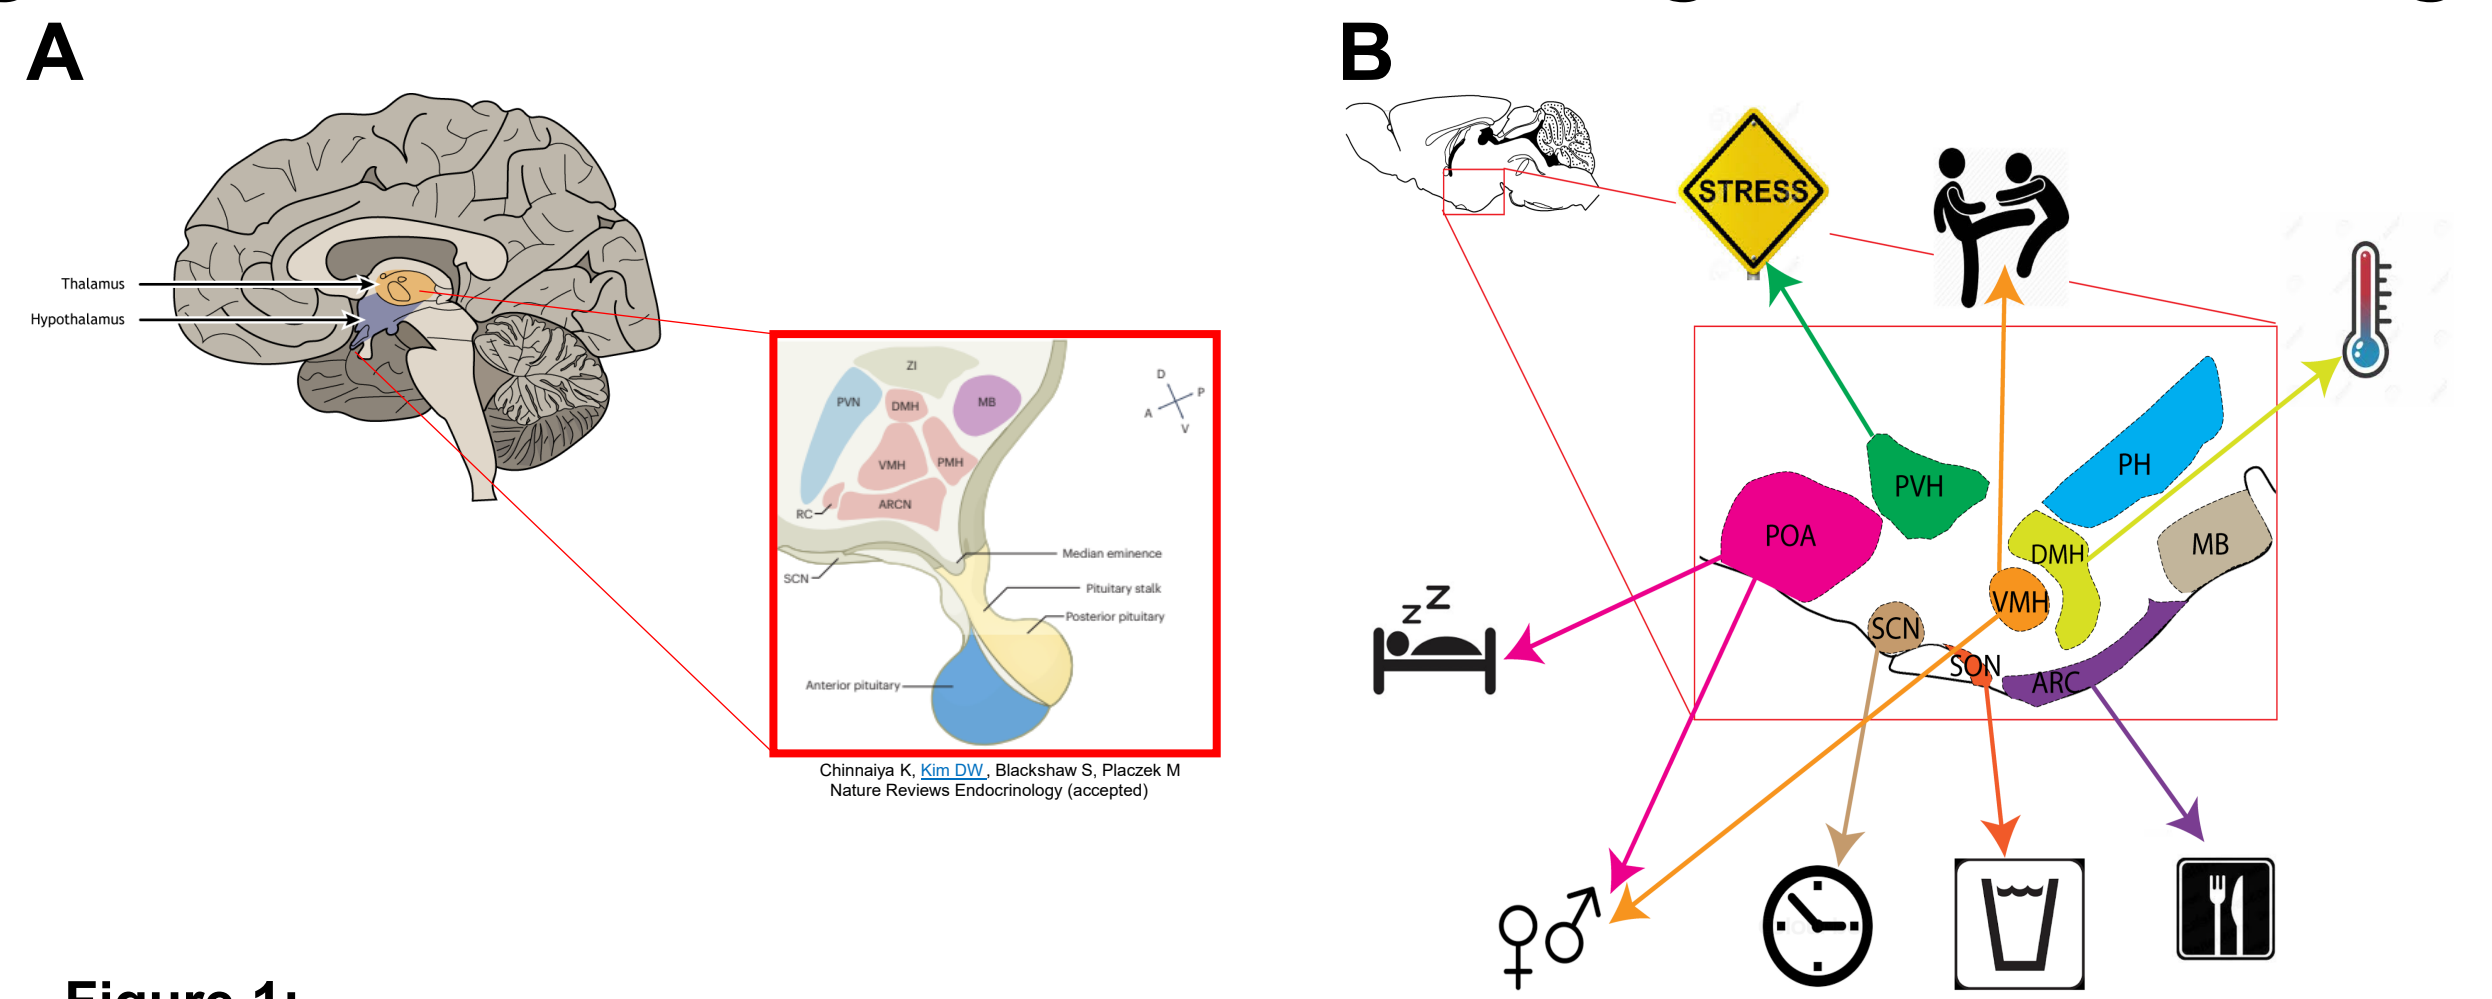 A
Thalamus
Hypothalamus
ZI
PVN
DMH
MB
VMH
PMH
ARCN
RC
SCN
D
P
A
V
Median eminence
Pituitary stalk
Posterior pituitary
Anterior pituitary
Chinnaiya K, Kim DW , Blackshaw S, Placzek M
Nature Reviews Endocrinology (accepted)
Figure 1:
B
STRESS
POA
PVH
PH
DMH
MB
VMH
SCN
SON
ARC
Z Z